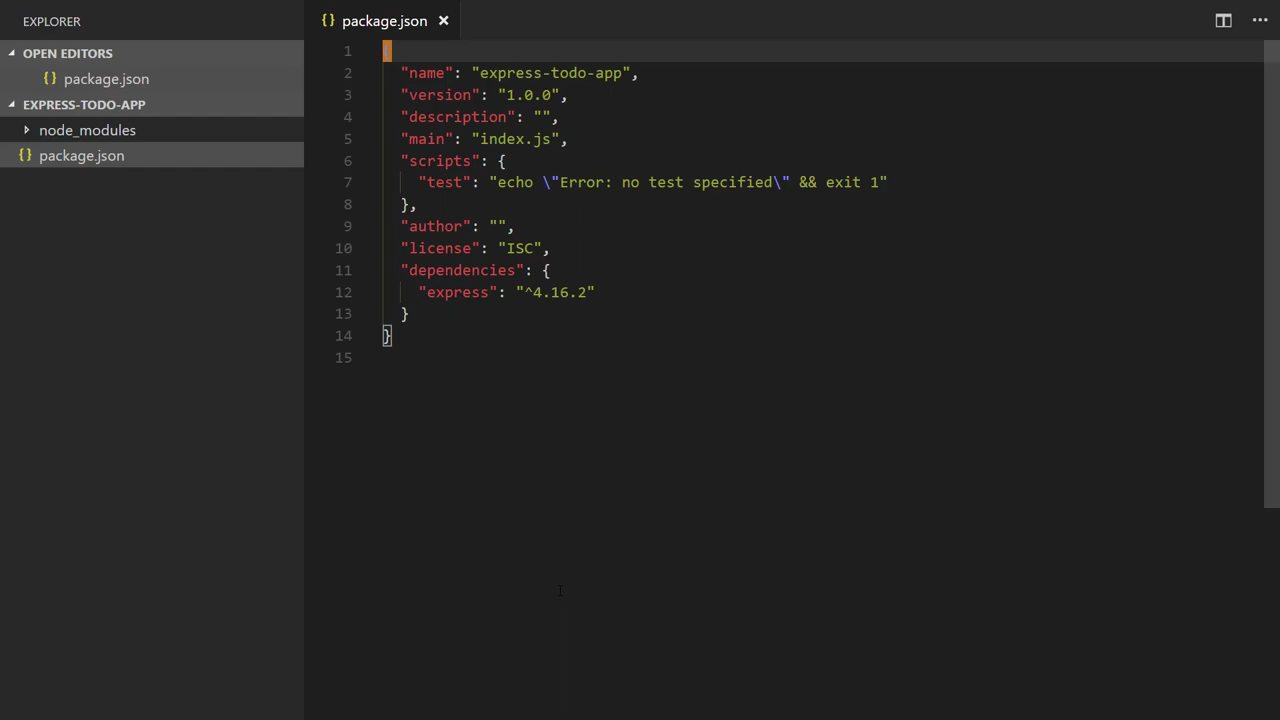 EXPLORER
OPEN EDITORS
{} package.json
EXPRESS-TODO-APP
node_modules
{} package.json
{} package.json ×
1 {
2 "name": "express-todo-app",
3 "version": "1.0.0",
4 "description": "",
5 "main": "index.js",
6 "scripts": {
7 "test": "echo \"Error: no test specified\" && exit 1"
8 },
9 "author": "",
10 "license": "ISC",
11 "dependencies": {
12 "express": "^4.16.2"
13 }
14 }
15